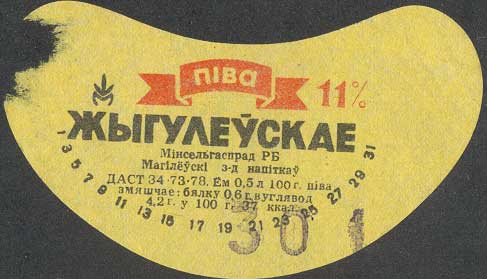 піва
11%
ЖЫГУЛЕЎСКАЕ
Мінсельгаспрад РБ
Магілёўскі з-д напіткаў
ДАСТ 34·73-78. Ём 0,5 л 100 г. піва
змяшчае: бялку 0,6 г. вуглявод
4,2 г. у 100 г. 37 ккал.
1 3 5 7 9 11 13 15 17 19 21 23 25 27 29 31
30 1